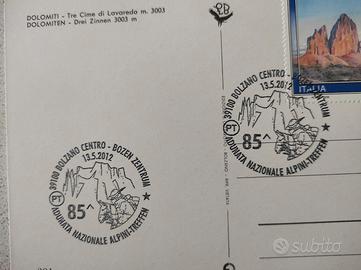 DOLOMITI - Tre Cime di Lavaredo m. 3003
DOLOMITEN - Drei Zinnen 3003 m
ITALIA
39100 BOLZANO CENTRO - BOZEN ZENTRUM
13.5.2012
PT
85^
ADUNATA NAZIONALE ALPINI-TREFFEN
39100 BOLZANO CENTRO - BOZEN ZENTRUM
13.5.2012
PT
85^
ADUNATA NAZIONALE ALPINI-TREFFEN
subito